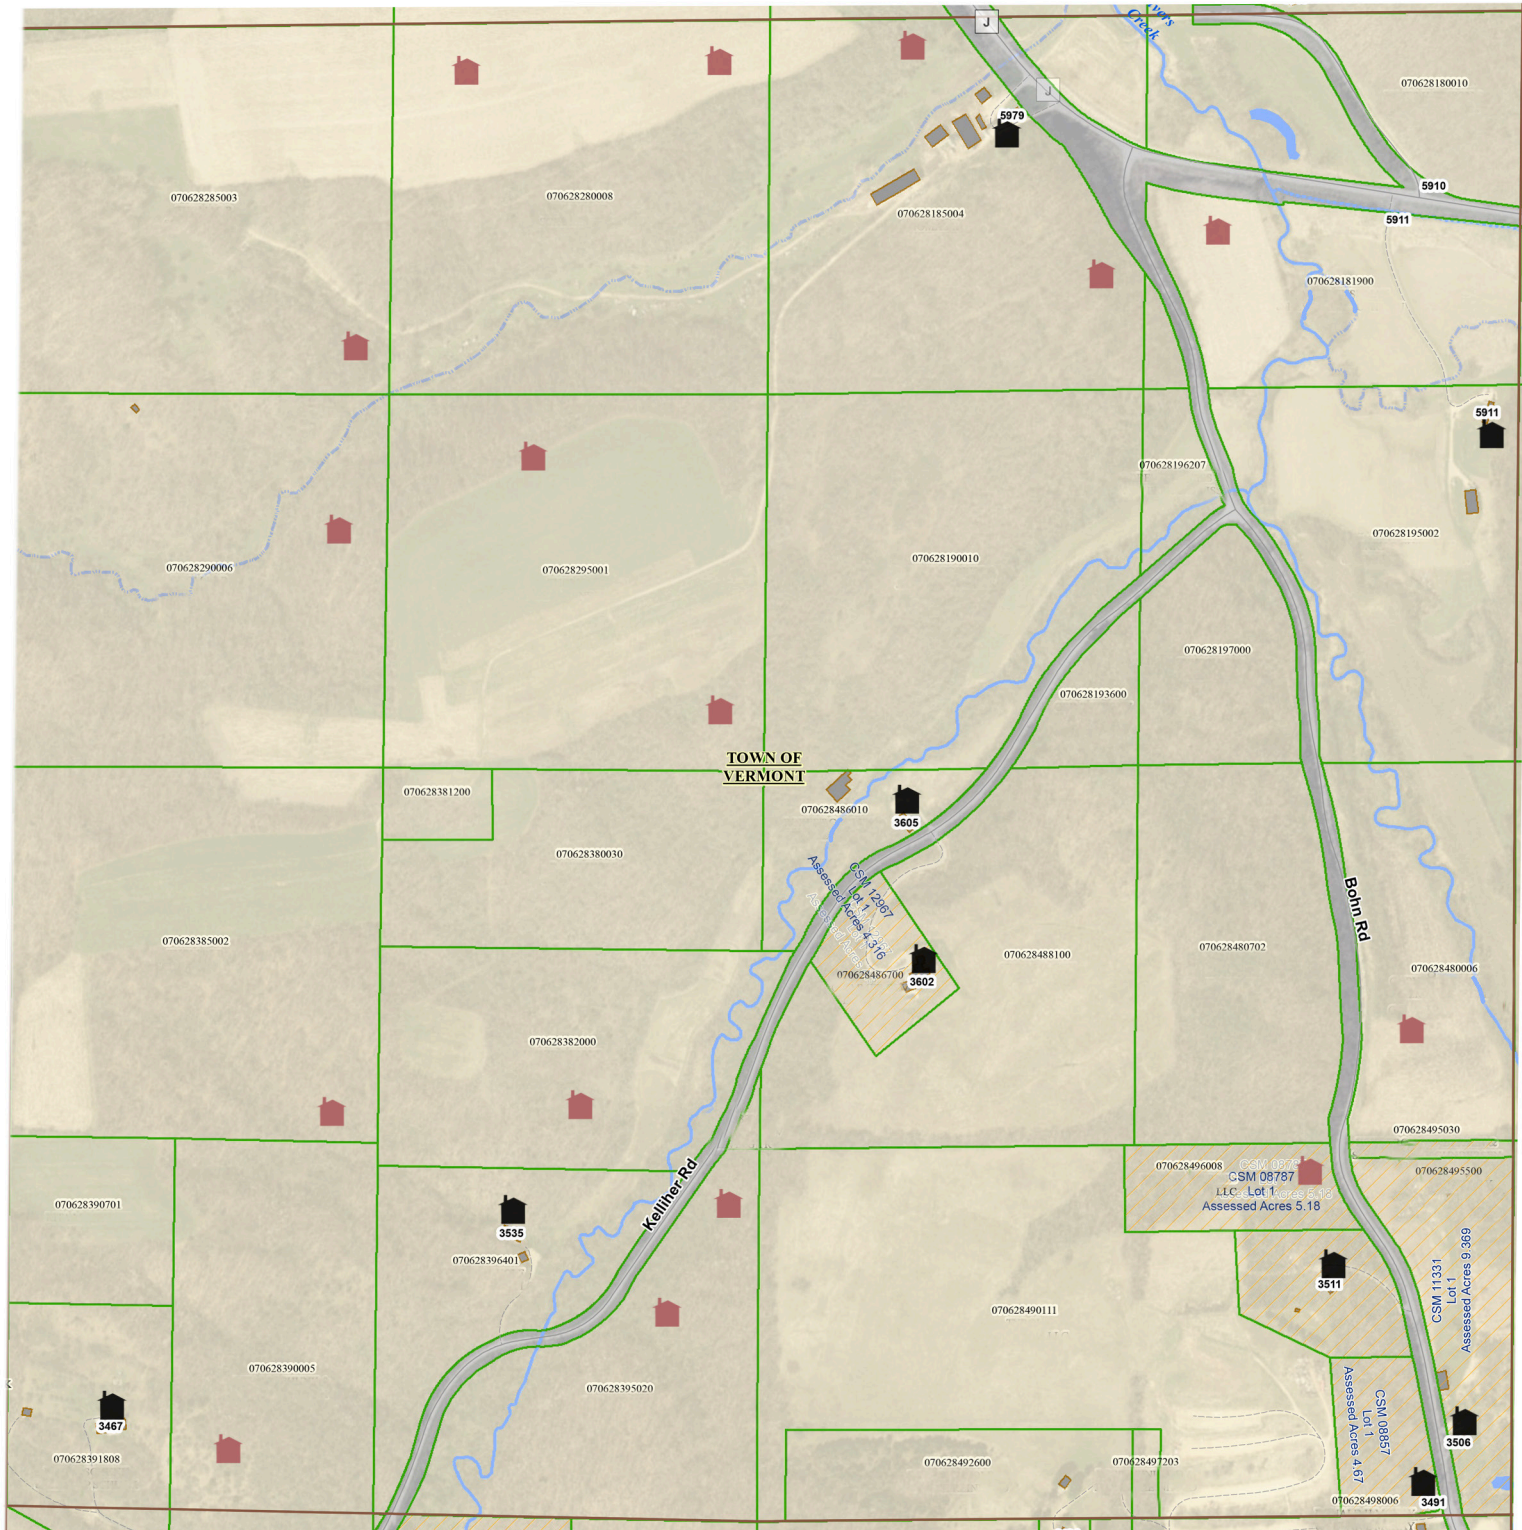 J
vers
Creek
070628180010
J
5979
5910
070628285003
070628280008
070628185004
5911
070628181900
5911
070628196207
070628195002
070628290006
070628295001
070628190010
070628197000
070628193600
TOWN OF
VERMONT
070628381200
070628486010
3605
070628380030
CSM 12967
Lot 1
Assessed Acres 4.316
Bohn Rd
070628385002
070628480702
070628488100
070628480006
070628486700
3602
070628382000
070628495030
070628496008
070628495500
CSM 08787
LLC Lot 1
Assessed Acres 5.18
Kelliher Rd
070628390701
3535
070628396401
CSM 11331
Lot 1
Assessed Acres 9.369
3511
070628490111
070628390005
070628395020
CSM 08857
Lot 1
Assessed Acres 4.67
3467
3506
070628391808
070628492600
070628497203
070628498006
3491